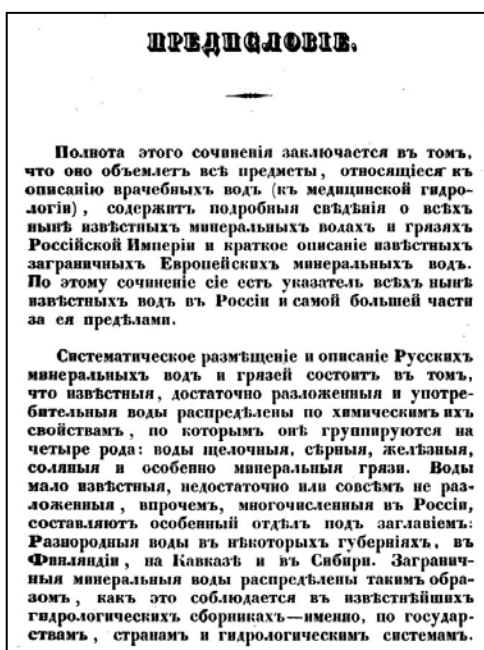 ПРЕДИСЛОВІЕ.
Полнота этого сочиненія заключается въ томъ,
что оно объемлетъ всѣ предметы, относящіеся къ
описанію врачебныхъ водъ (къ медицинской гидро-
логіи), содержитъ подробныя свѣдѣнія о всѣхъ
нынѣ извѣстныхъ минеральныхъ водахъ и грязяхъ
Россійской Имперіи и краткое описаніе извѣстныхъ
заграничныхъ Европейскихъ минеральныхъ водъ.
По этому сочиненіе сіе есть указатель всѣхъ нынѣ
извѣстныхъ водъ въ Россіи и самой большей части
за ея предѣлами.
Систематическое размѣщеніе и описаніе Русскихъ
минеральныхъ водъ и грязей состоитъ въ томъ,
что извѣстныя, достаточно разложенныя и употре-
бительныя воды распредѣлены по химическимъ ихъ
свойствамъ, по которымъ онѣ группируются на
четыре рода: воды щелочныя, сѣрныя, желѣзныя,
соляныя и особенно минеральныя грязи. Воды
мало извѣстныя, недостаточно или совсѣмъ не раз-
ложенныя, впрочемъ, многочисленныя въ Россіи,
составляютъ особенный отдѣлъ подъ заглавіемъ:
Разнородныя воды въ нѣкоторыхъ губерніяхъ, въ
Финляндіи, на Кавказѣ и въ Сибири. Загранич-
ныя минеральныя воды распредѣлены такимъ обра-
зомъ, какъ это соблюдается въ извѣстнѣйшихъ
гидрологическихъ сборникахъ—именно, по государ-
ствамъ, странамъ и гидрологическимъ системамъ.